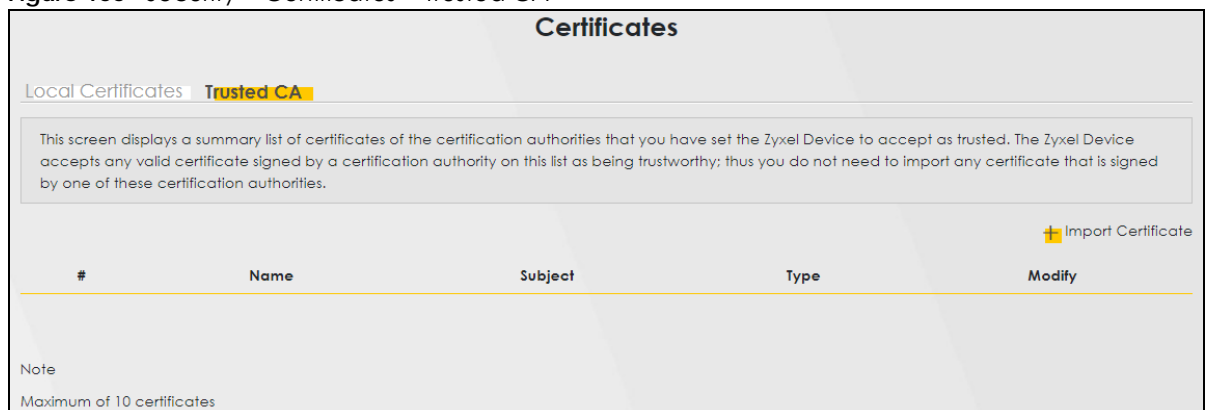 Certificates
Local Certificates Trusted CA
This screen displays a summary list of certificates of the certification authorities that you have set the Zyxel Device to accept as trusted. The Zyxel Device
accepts any valid certificate signed by a certification authority on this list as being trustworthy; thus you do not need to import any certificate that is signed
by one of these certification authorities.
+ Import Certificate
# Name Subject Type Modify
Note
Maximum of 10 certificates